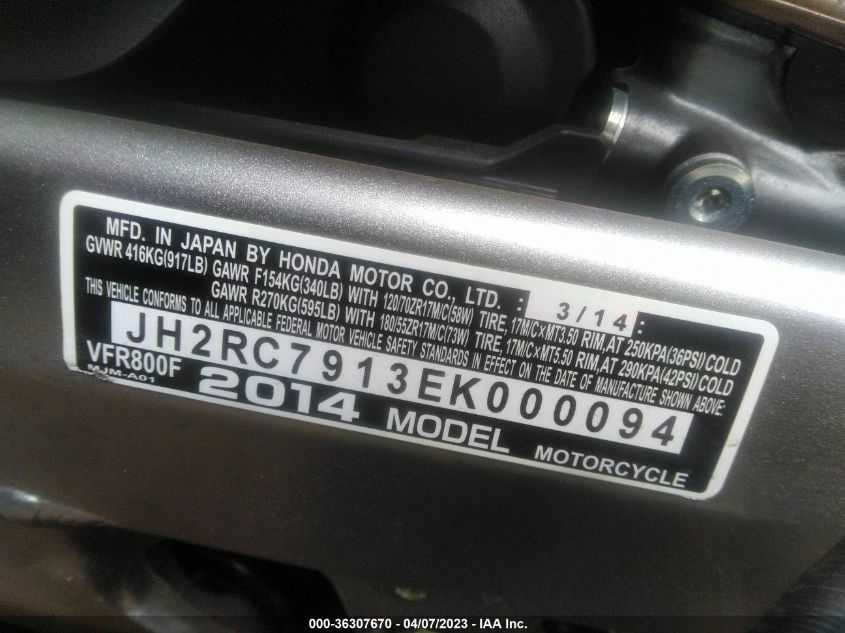 MFD. IN JAPAN BY HONDA MOTOR CO., LTD. : 3/14 :
GVWR 416KG(917LB) GAWR F154KG(340LB) WITH 120/70ZR17M/C(58W) TIRE, 17M/C×MT3.50 RIM, AT 250KPA(36PSI) COLD
GAWR R270KG(595LB) WITH 180/55ZR17M/C(73W) TIRE, 17M/C×MT5.50 RIM, AT 290KPA(42PSI) COLD
THIS VEHICLE CONFORMS TO ALL APPLICABLE FEDERAL MOTOR VEHICLE SAFETY STANDARDS IN EFFECT ON THE DATE OF MANUFACTURE SHOWN ABOVE.
JH2RC7913EK000094
VFR800F
MJM-A01
2014 MODEL MOTORCYCLE
000-36307670 - 04/07/2023 - IAA Inc.